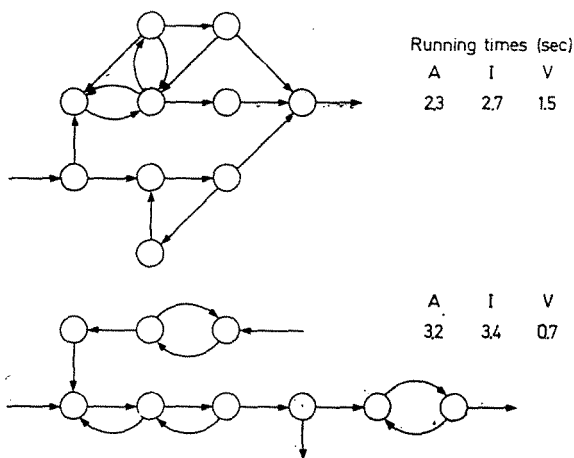 Running times (sec)
A I V
2,3 2,7 1,5
A I V
3,2 3,4 0,7